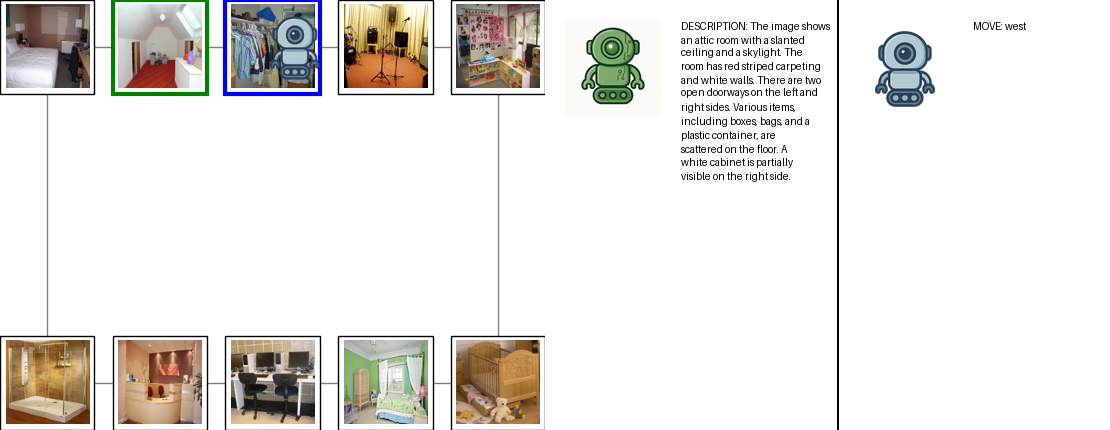 DESCRIPTION: The image shows
an attic room with a slanted
ceiling and a skylight. The
room has red striped carpeting
and white walls. There are two
open doorways on the left and
right sides. Various items,
including boxes, bags, and a
plastic container, are
scattered on the floor. A
white cabinet is partially
visible on the right side.
MOVE: west